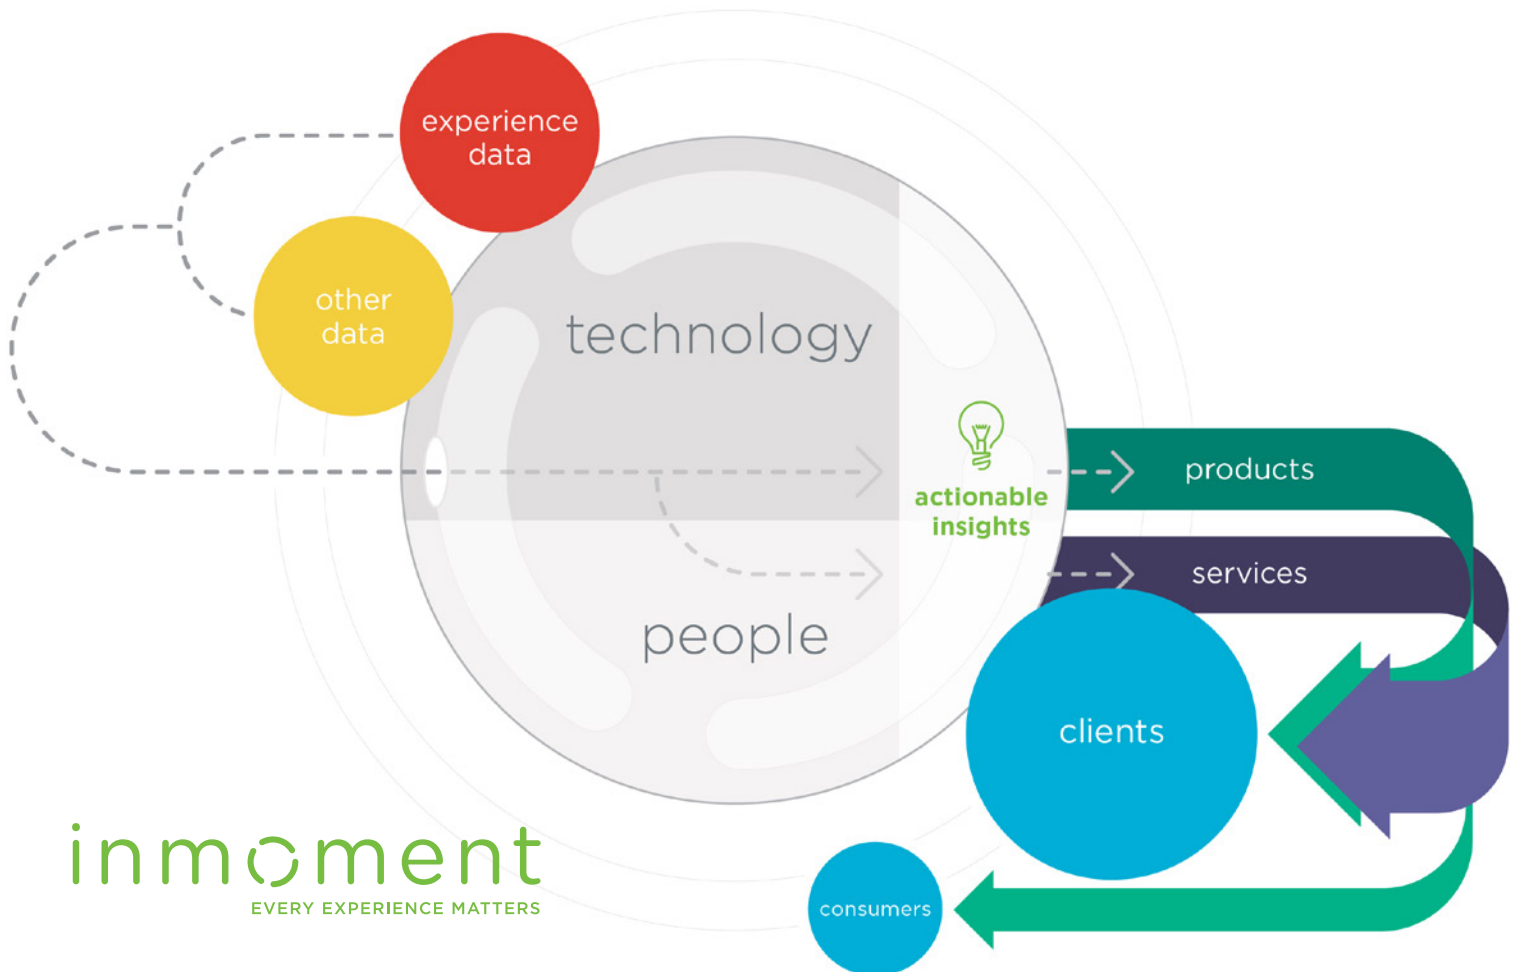 experience
data
other
data
technology
actionable
insights
products
services
people
clients
consumers
inmoment
EVERY EXPERIENCE MATTERS